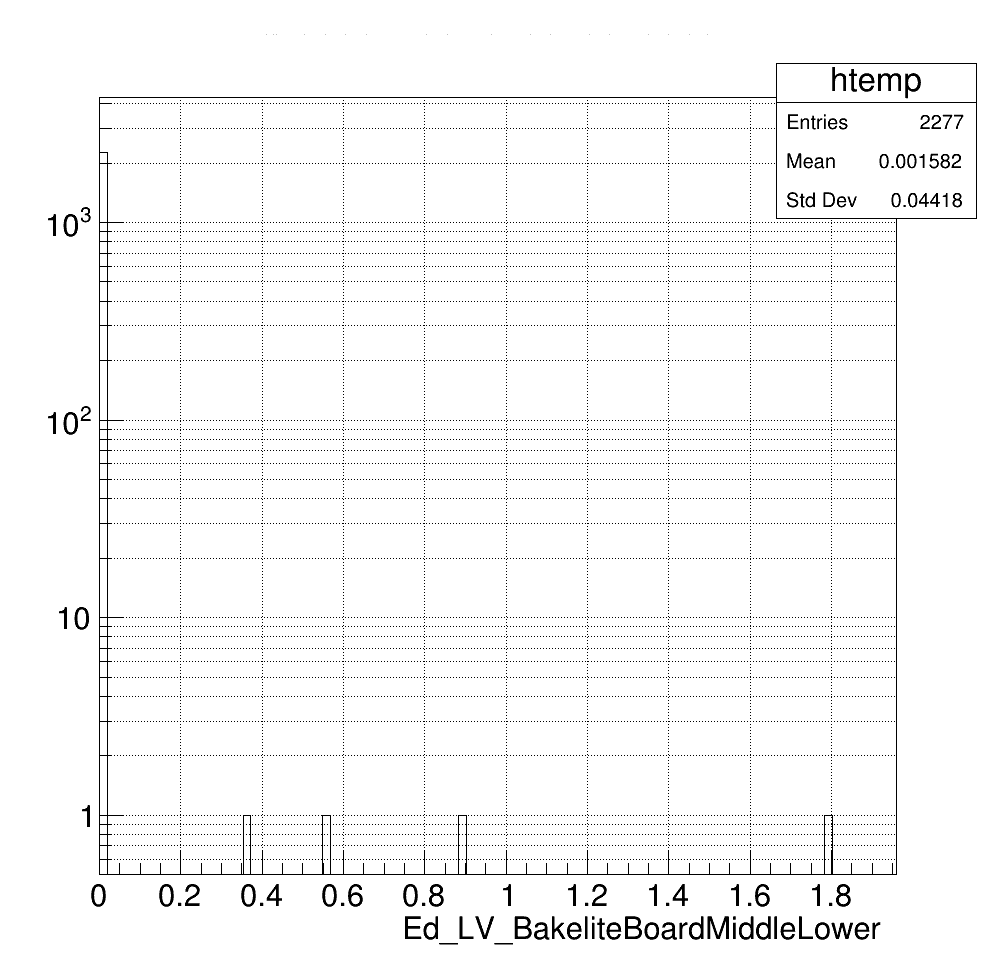 htemp
Entries 2277
Mean 0.001582
Std Dev 0.04418
10³
10²
10
1
0 0.2 0.4 0.6 0.8 1 1.2 1.4 1.6 1.8
Ed_LV_BakeliteBoardMiddleLower